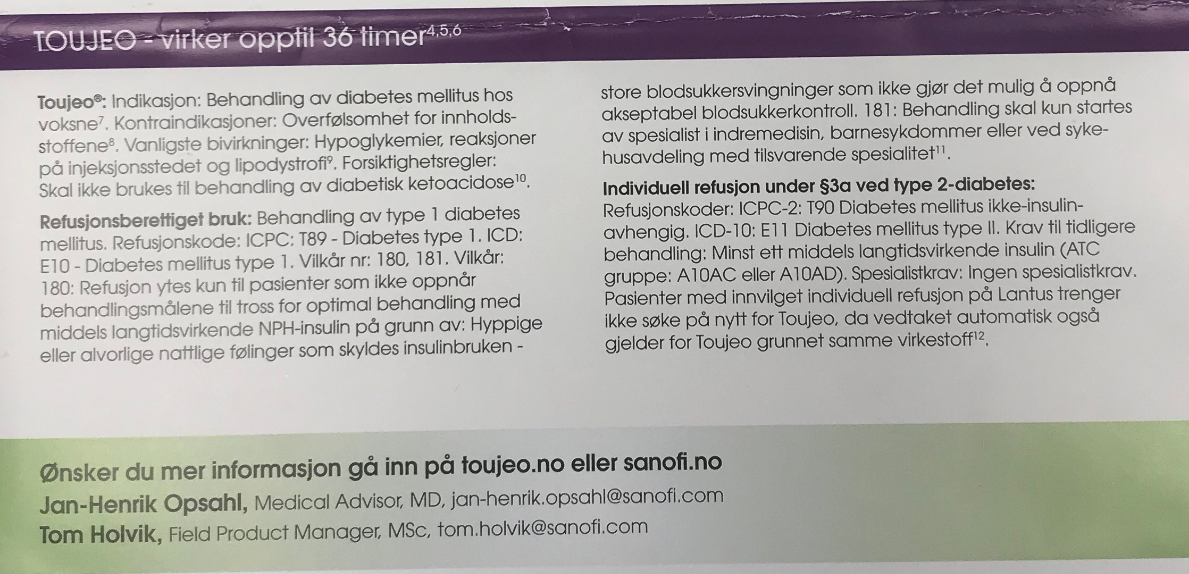 TOUJEO - virker opptil 36 timer4,5,6
Toujeo®: Indikasjon: Behandling av diabetes mellitus hos
voksne7. Kontraindikasjoner: Overfølsomhet for innholds-
stoffene8. Vanligste bivirkninger: Hypoglykemier, reaksjoner
på injeksjonsstedet og lipodystrofi9. Forsiktighetsregler:
Skal ikke brukes til behandling av diabetisk ketoacidose10.
Refusjonsberettiget bruk: Behandling av type 1 diabetes
mellitus. Refusjonskode: ICPC: T89 - Diabetes type 1. ICD:
E10 - Diabetes mellitus type 1. Vilkår nr: 180, 181. Vilkår:
180: Refusjon ytes kun til pasienter som ikke oppnår
behandlingsmålene til tross for optimal behandling med
middels langtidsvirkende NPH-insulin på grunn av: Hyppige
eller alvorlige nattlige følinger som skyldes insulinbruken -
store blodsukkersvingninger som ikke gjør det mulig å oppnå
akseptabel blodsukkerkontroll. 181: Behandling skal kun startes
av spesialist i indremedisin, barnesykdommer eller ved syke-
husavdeling med tilsvarende spesialitet11.
Individuell refusjon under §3a ved type 2-diabetes:
Refusjonskoder: ICPC-2: T90 Diabetes mellitus ikke-insulin-
avhengig. ICD-10: E11 Diabetes mellitus type II. Krav til tidligere
behandling: Minst ett middels langtidsvirkende insulin (ATC
gruppe: A10AC eller A10AD). Spesialistkrav: Ingen spesialistkrav.
Pasienter med innvilget individuell refusjon på Lantus trenger
ikke søke på nytt for Toujeo, da vedtaket automatisk også
gjelder for Toujeo grunnet samme virkestoff12.
Ønsker du mer informasjon gå inn på toujeo.no eller sanofi.no
Jan-Henrik Opsahl, Medical Advisor, MD, jan-henrik.opsahl@sanofi.com
Tom Holvik, Field Product Manager, MSc, tom.holvik@sanofi.com